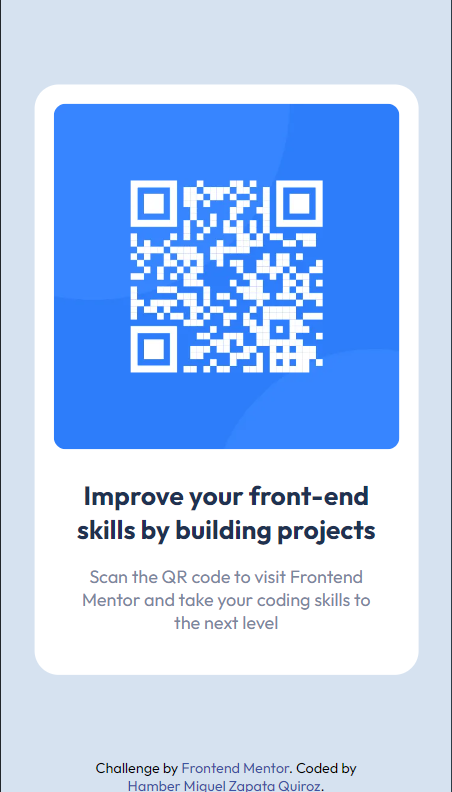 Improve your front-end
skills by building projects
Scan the QR code to visit Frontend
Mentor and take your coding skills to
the next level
Challenge by Frontend Mentor. Coded by
Hamber Miguel Zapata Quiroz.